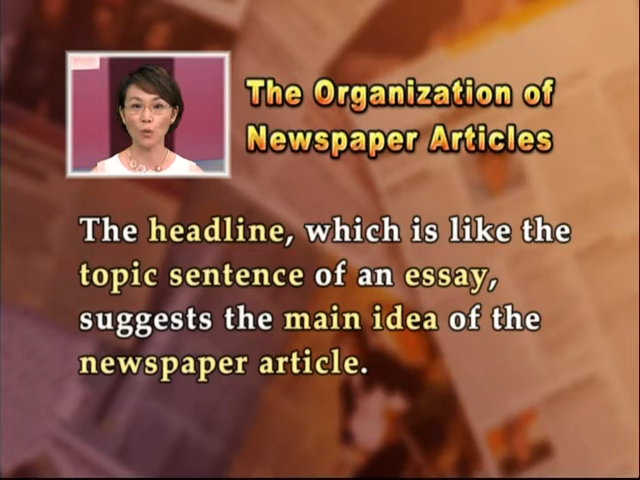 The Organization of
Newspaper Articles
The headline, which is like the
topic sentence of an essay,
suggests the main idea of the
newspaper article.